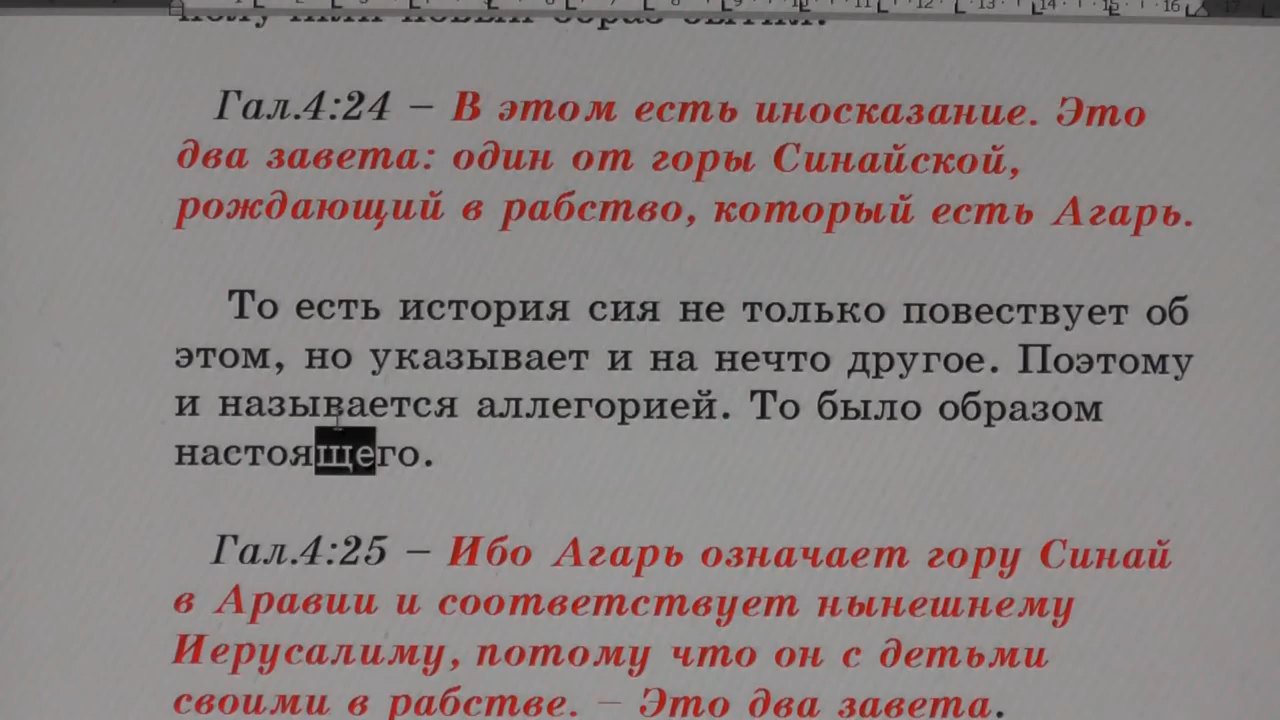 Гал.4:24 – В этом есть иносказание. Это
два завета: один от горы Синайской,
рождающий в рабство, который есть Агарь.
То есть история сия не только повествует об
этом, но указывает и на нечто другое. Поэтому
и называется аллегорией. То было образом
настоящего.
Гал.4:25 – Ибо Агарь означает гору Синай
в Аравии и соответствует нынешнему
Иерусалиму, потому что он с детьми
своими в рабстве. – Это два завета.